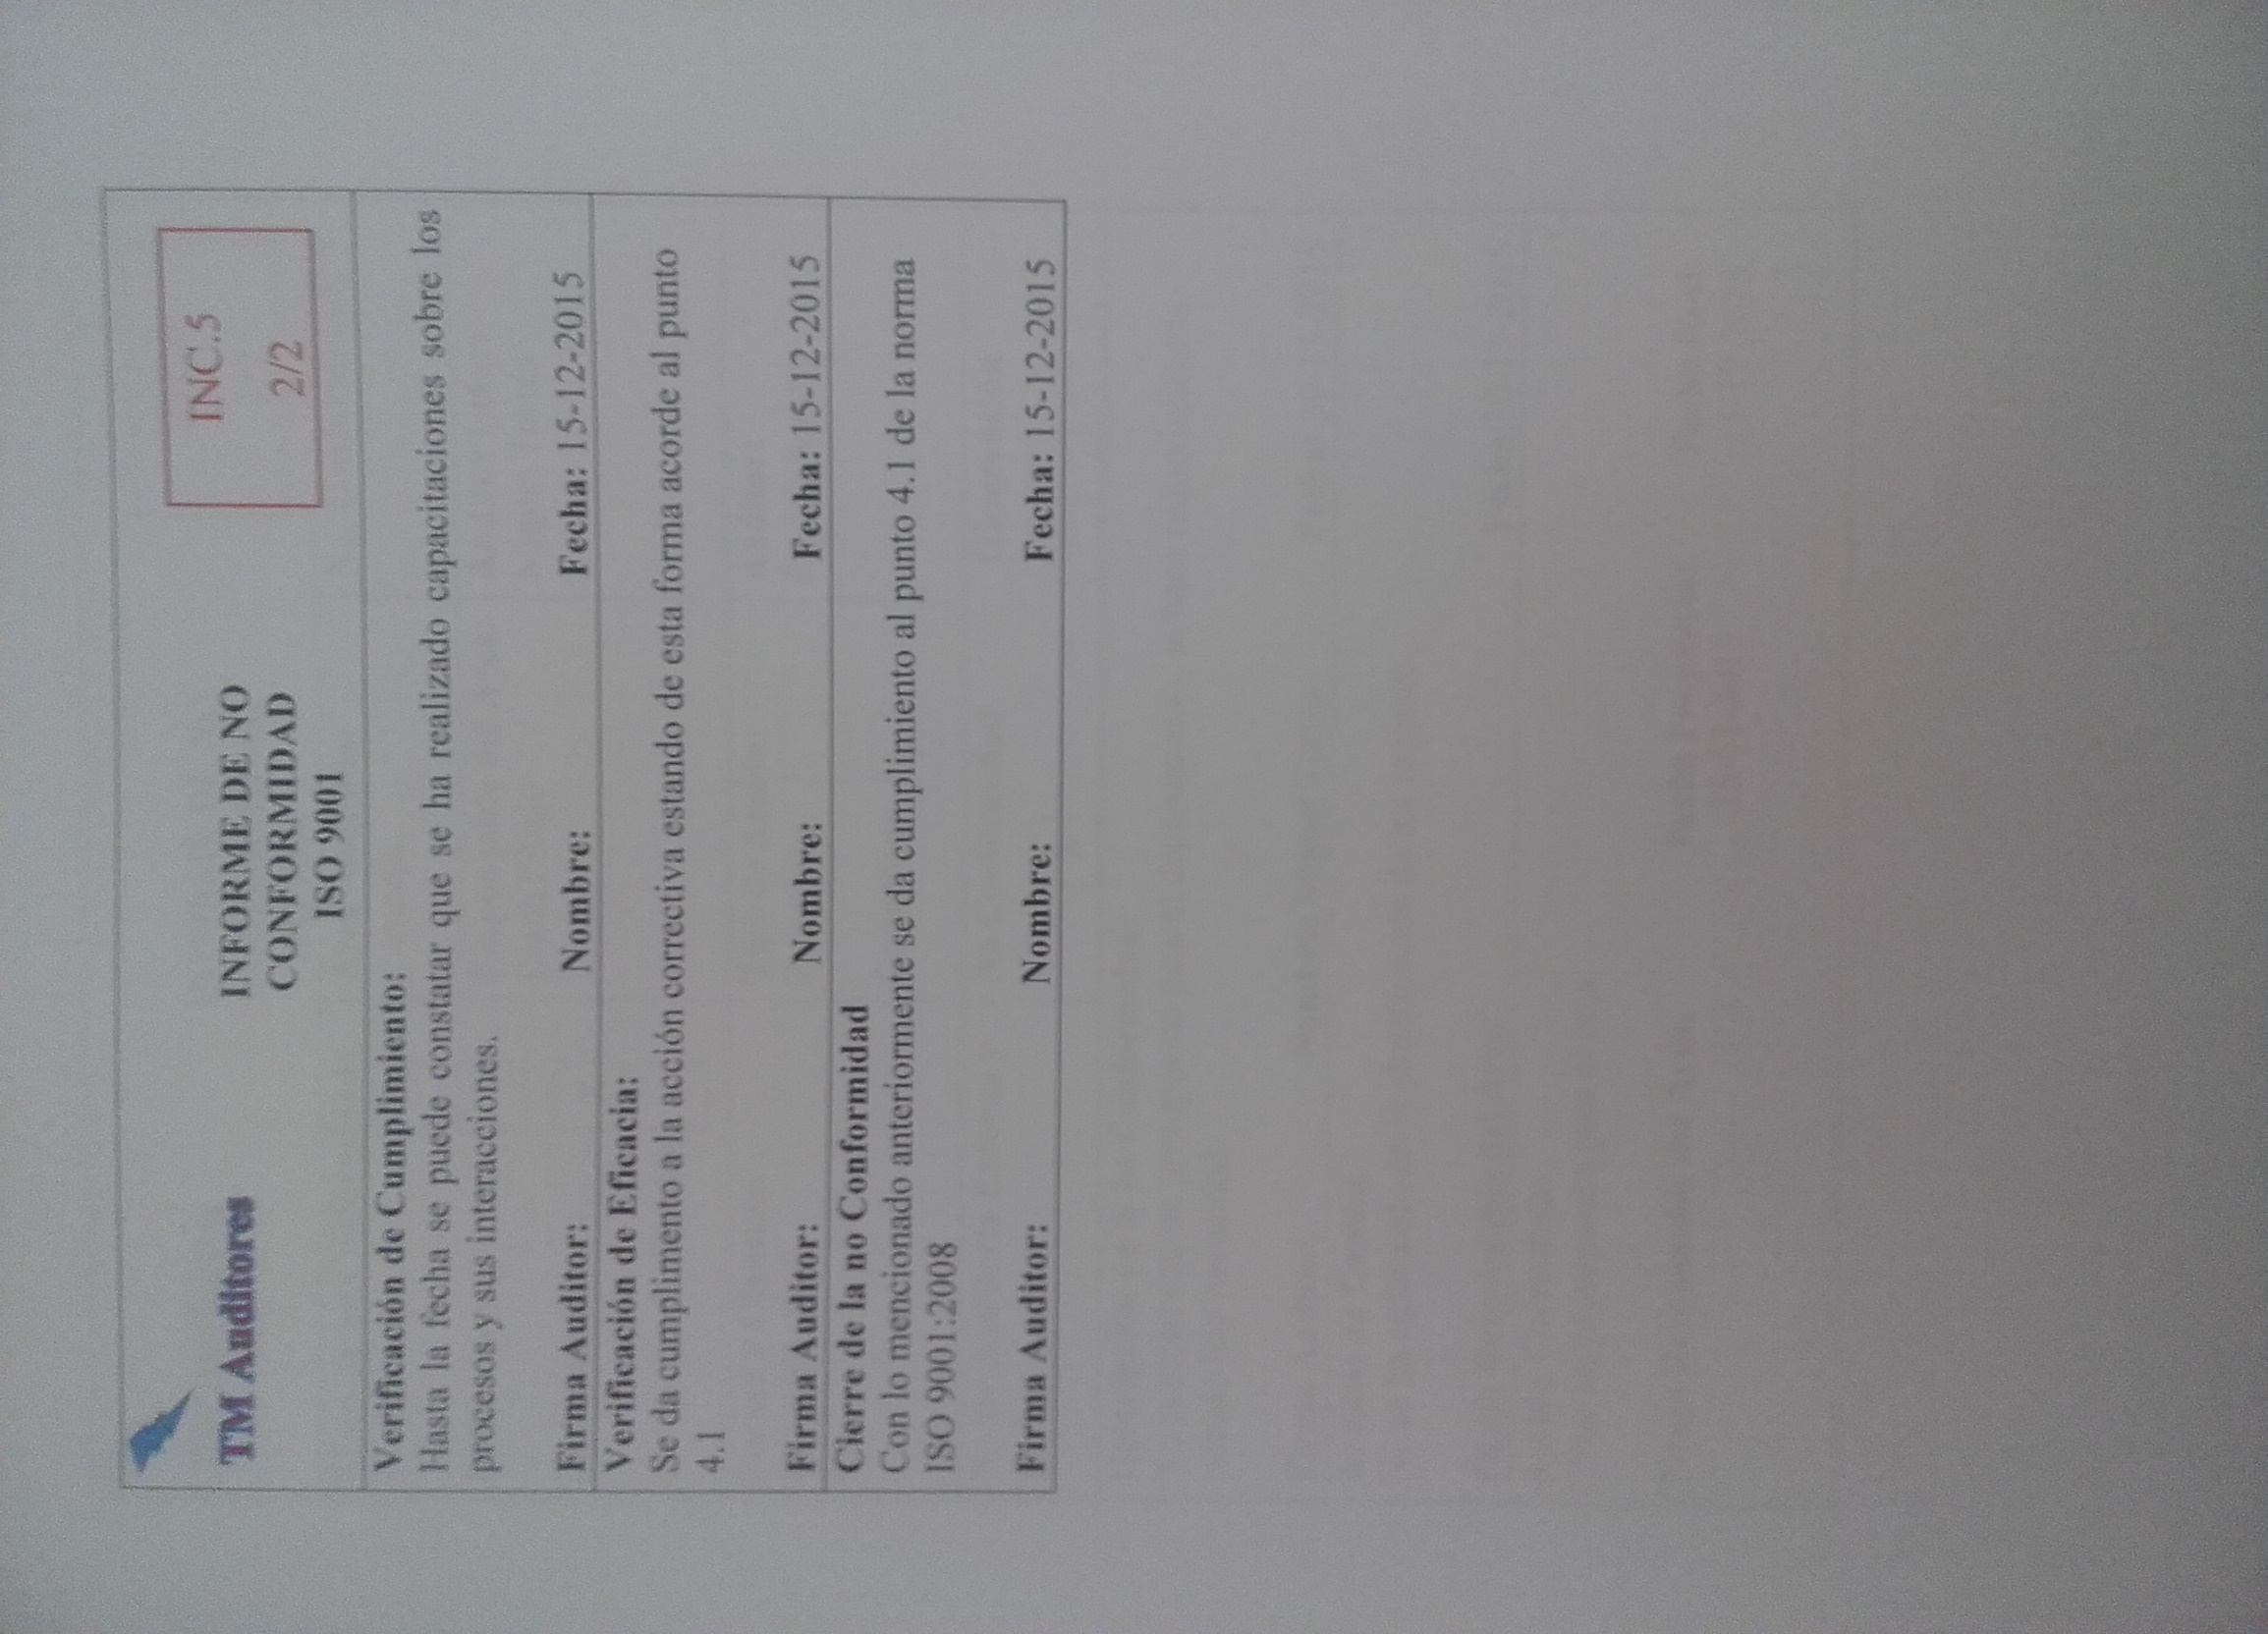 TM Auditores
INFORME DE NO
CONFORMIDAD
ISO 9001
INC.5
2/2
Verificación de Cumplimiento:
Hasta la fecha se puede constatar que se ha realizado capacitaciones sobre los
procesos y sus interacciones.
Firma Auditor: Nombre: Fecha: 15-12-2015
Verificación de Eficacia:
Se da cumplimento a la acción correctiva estando de esta forma acorde al punto
4.1
Firma Auditor: Nombre: Fecha: 15-12-2015
Cierre de la no Conformidad
Con lo mencionado anteriormente se da cumplimiento al punto 4.1 de la norma
ISO 9001:2008
Firma Auditor: Nombre: Fecha: 15-12-2015